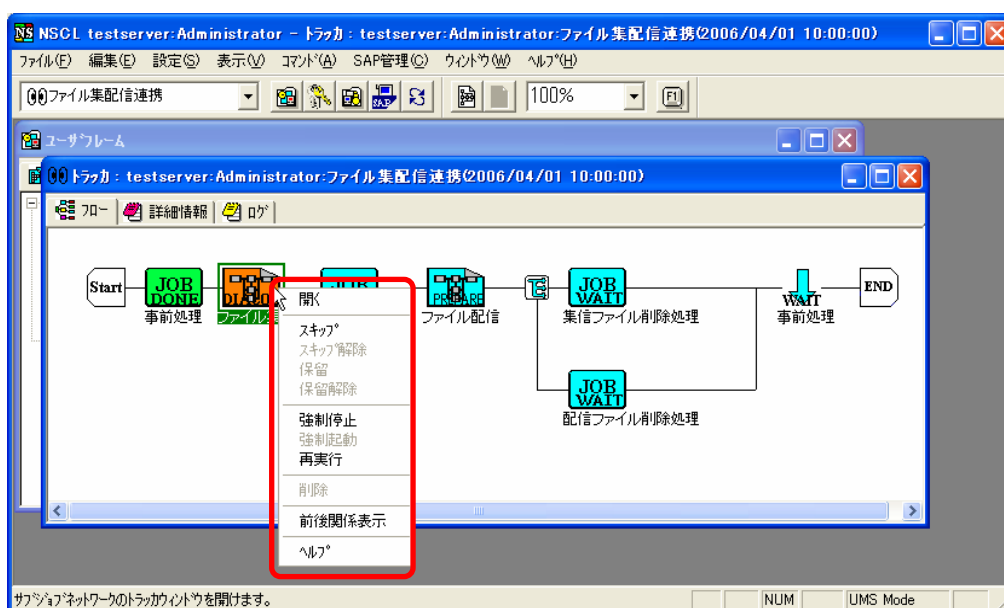 NS NSCL testserver:Administrator - トラッカ : testserver:Administrator:ファイル集配信連携(2006/04/01 10:00:00)
ファイル(F) 編集(E) 設定(S) 表示(V) コマンド(A) SAP管理(C) ウィンドウ(W) ヘルプ(H)
ファイル集配信連携 SAP 100% F1
ユーザフレーム
トラッカ : testserver:Administrator:ファイル集配信連携(2006/04/01 10:00:00)
フロー 詳細情報 ログ
Start JOB DONE JOB PREPARE JOB WAIT WAIT END
事前処理 ファイル ファイル配信 集信ファイル削除処理 事前処理
JOB WAIT
配信ファイル削除処理
開く
スキップ
スキップ解除
保留
保留解除
強制停止
強制起動
再実行
削除
前後関係表示
ヘルプ
サブジョブネットワークのトラッカウィンドウを開けます。 NUM UMS Mode